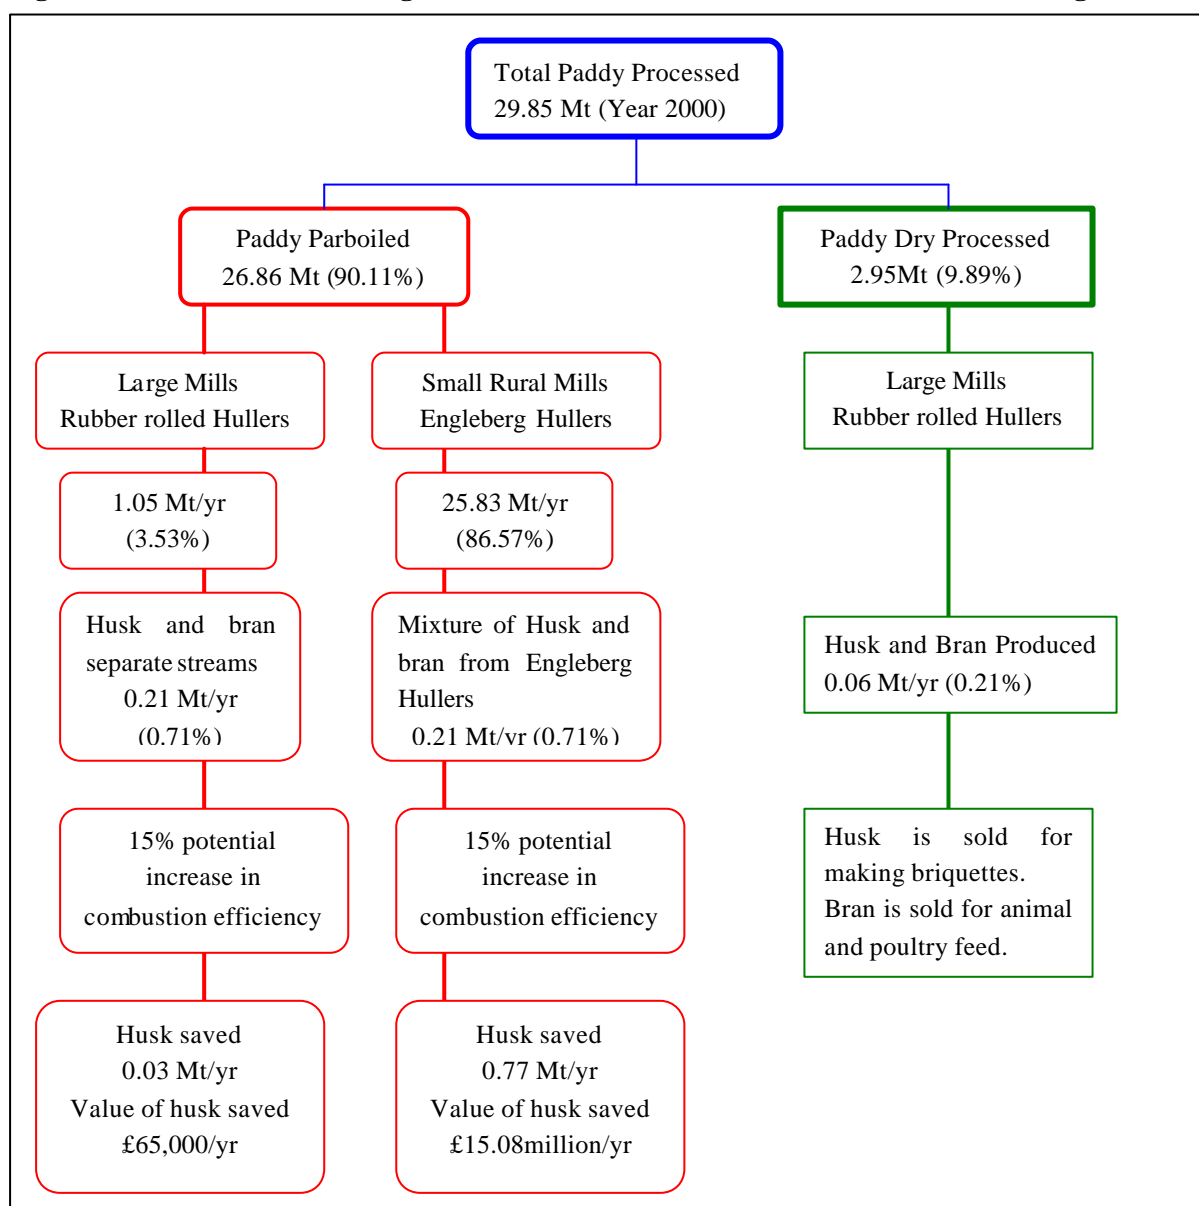 Total Paddy Processed
29.85 Mt (Year 2000)
Paddy Parboiled
26.86 Mt (90.11%)
Paddy Dry Processed
2.95Mt (9.89%)
Large Mills
Rubber rolled Hullers
Small Rural Mills
Engleberg Hullers
Large Mills
Rubber rolled Hullers
1.05 Mt/yr
(3.53%)
25.83 Mt/yr
(86.57%)
Husk and bran
separate streams
0.21 Mt/yr
(0.71%)
Mixture of Husk and
bran from Engleberg
Hullers
0.21 Mt/yr (0.71%)
Husk and Bran Produced
0.06 Mt/yr (0.21%)
15% potential
increase in
combustion efficiency
15% potential
increase in
combustion efficiency
Husk is sold for
making briquettes.
Bran is sold for animal
and poultry feed.
Husk saved
0.03 Mt/yr
Value of husk saved
£65,000/yr
Husk saved
0.77 Mt/yr
Value of husk saved
£15.08million/yr